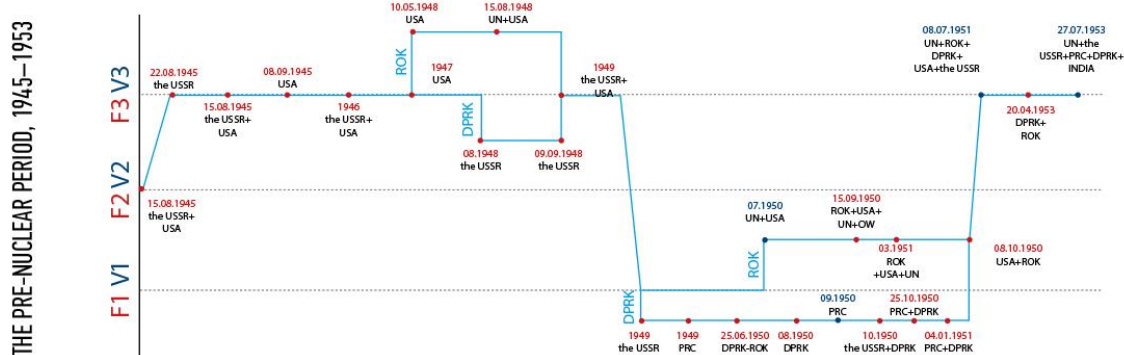 THE PRE-NUCLEAR PERIOD, 1945–1953
F3 V3
F2 V2
F1 V1
15.08.1945
the USSR+
USA
22.08.1945
the USSR
15.08.1945
the USSR+
USA
08.09.1945
USA
1946
the USSR+
USA
10.05.1948
USA
ROK
1947
USA
15.08.1948
UN+USA
DPRK
08.1948
the USSR
09.09.1948
the USSR
1949
the USSR+
USA
DPRK
1949
the USSR
1949
PRC
25.06.1950
DPRK-ROK
08.1950
DPRK
ROK
07.1950
UN+USA
09.1950
PRC
15.09.1950
ROK+USA+
UN+OW
03.1951
ROK
+USA+UN
10.1950
the USSR+DPRK
25.10.1950
PRC+DPRK
04.01.1951
PRC+DPRK
08.10.1950
USA+ROK
08.07.1951
UN+ROK+
DPRK+
USA+the USSR
20.04.1953
DPRK+
ROK
27.07.1953
UN+the
USSR+PRC+DPRK+
INDIA